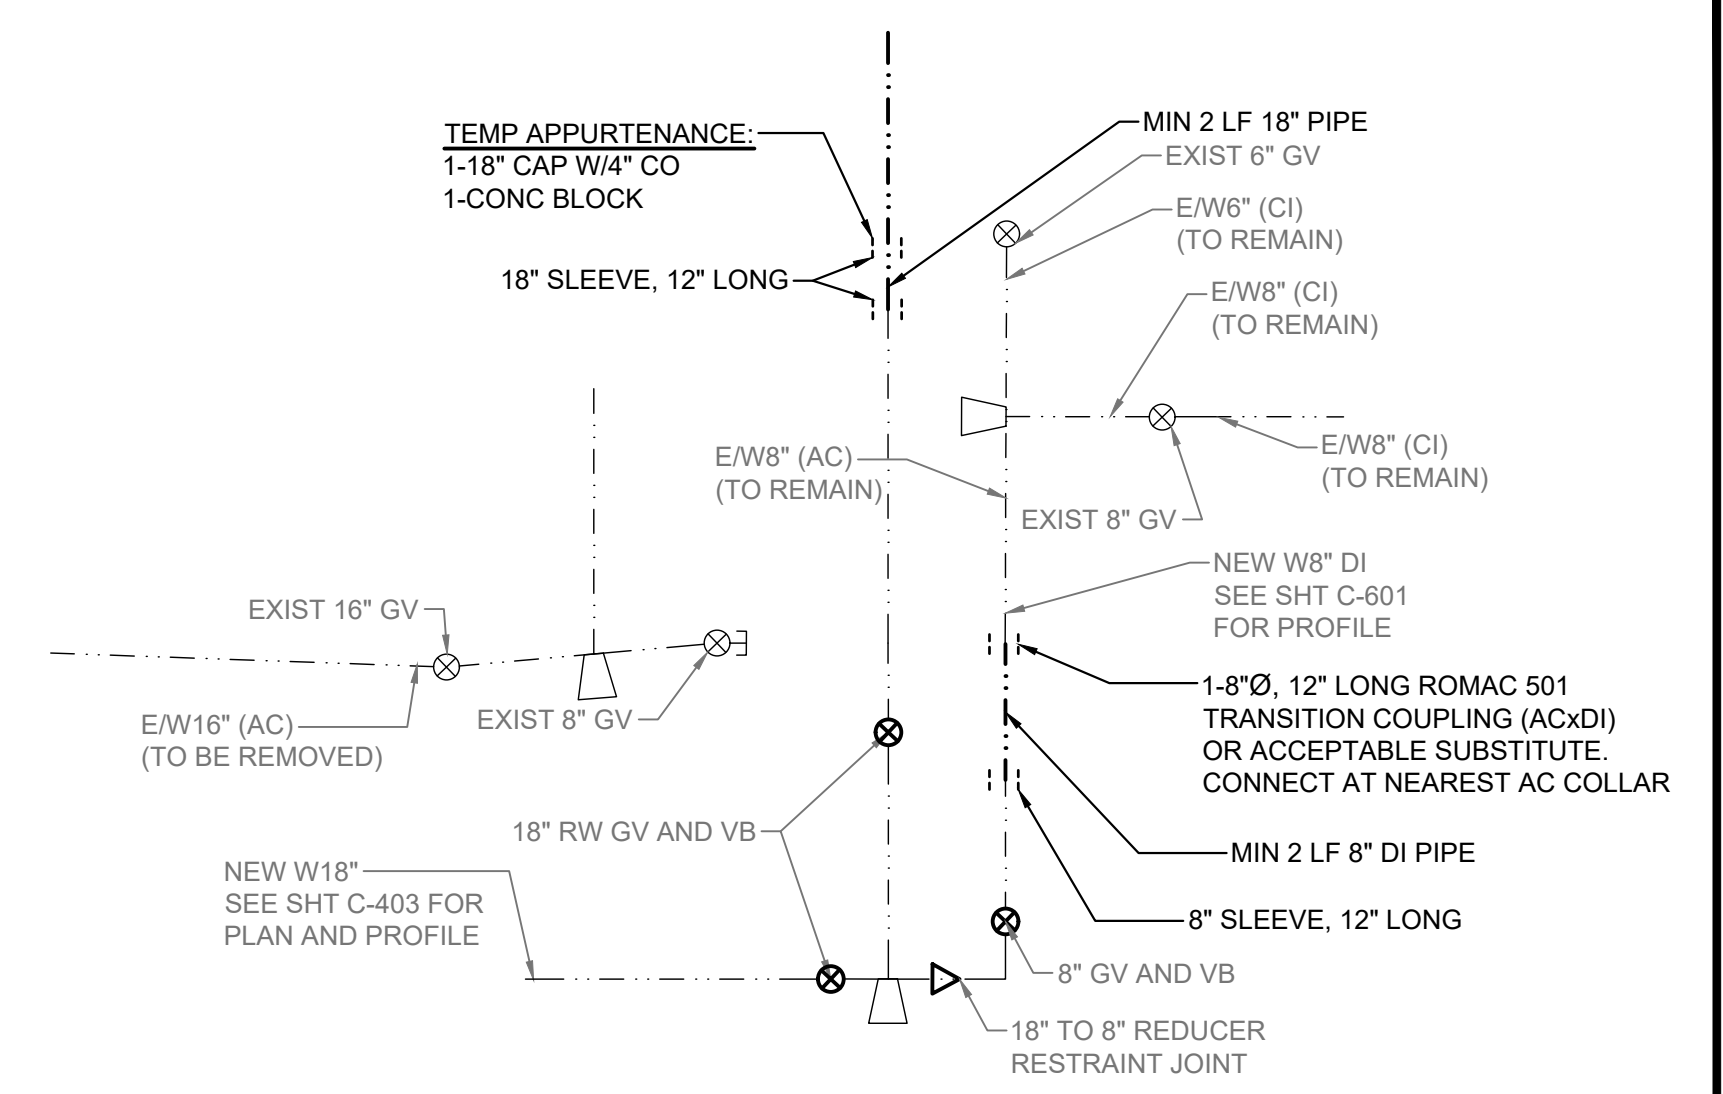 TEMP APPURTENANCE:
1-18" CAP W/4" CO
1-CONC BLOCK
18" SLEEVE, 12" LONG
MIN 2 LF 18" PIPE
EXIST 6" GV
E/W6" (CI)
(TO REMAIN)
E/W8" (CI)
(TO REMAIN)
E/W8" (CI)
(TO REMAIN)
E/W8" (AC)
(TO REMAIN)
EXIST 8" GV
NEW W8" DI
SEE SHT C-601
FOR PROFILE
EXIST 16" GV
E/W16" (AC)
(TO BE REMOVED)
EXIST 8" GV
1-8"Ø, 12" LONG ROMAC 501
TRANSITION COUPLING (ACxDI)
OR ACCEPTABLE SUBSTITUTE.
CONNECT AT NEAREST AC COLLAR
18" RW GV AND VB
MIN 2 LF 8" DI PIPE
NEW W18"
SEE SHT C-403 FOR
PLAN AND PROFILE
8" SLEEVE, 12" LONG
8" GV AND VB
18" TO 8" REDUCER
RESTRAINT JOINT